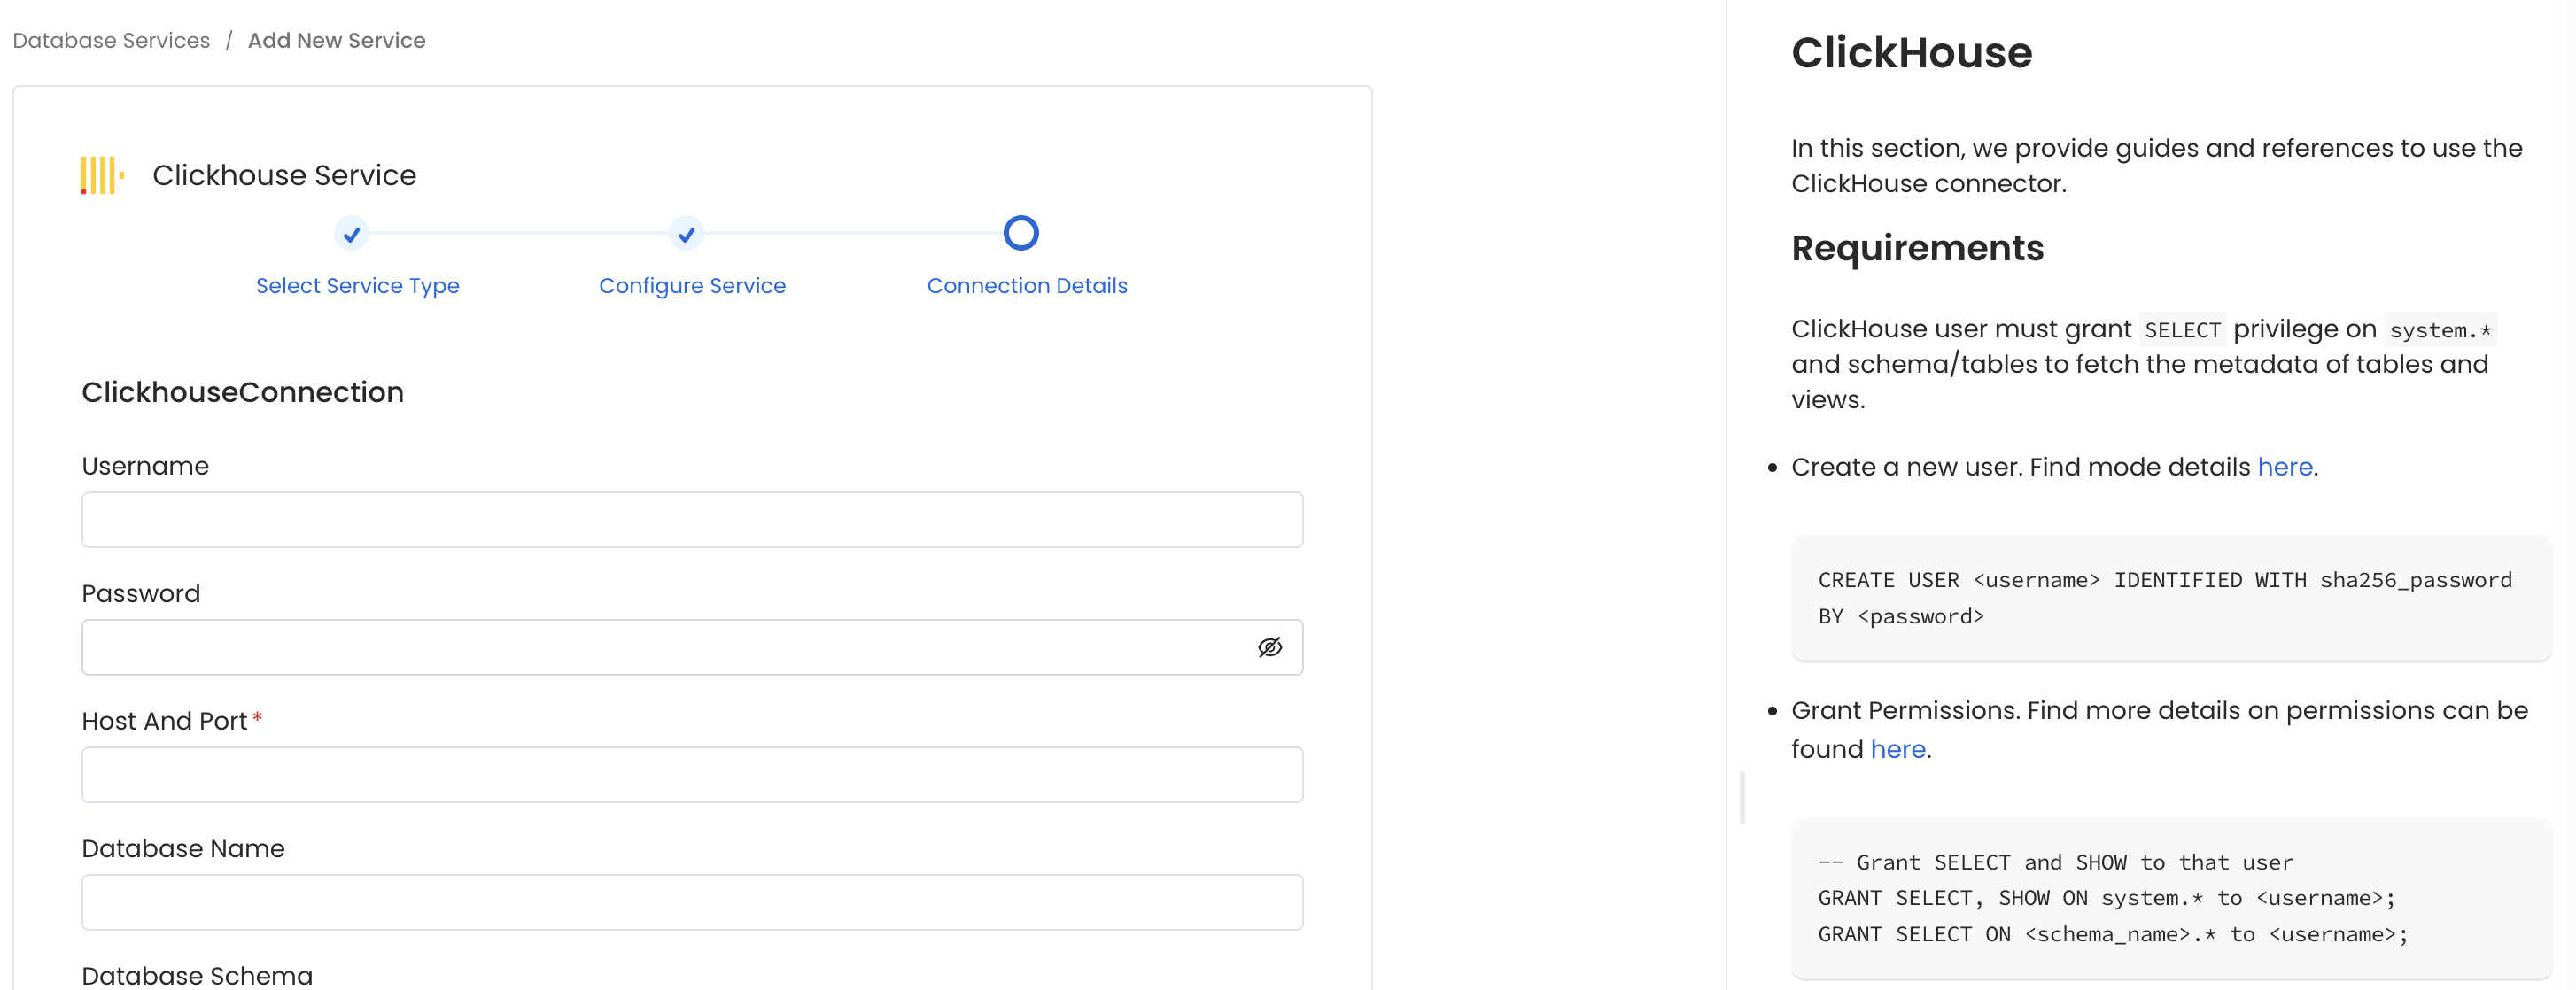 Database Services / Add New Service
Clickhouse Service
Select Service Type
Configure Service
Connection Details
ClickhouseConnection
Username
Password
Host And Port *
Database Name
Database Schema
ClickHouse
In this section, we provide guides and references to use the
ClickHouse connector.
Requirements
ClickHouse user must grant SELECT privilege on system.*
and schema/tables to fetch the metadata of tables and
views.
Create a new user. Find mode details here.
CREATE USER <username> IDENTIFIED WITH sha256_password
BY <password>
Grant Permissions. Find more details on permissions can be
found here.
-- Grant SELECT and SHOW to that user
GRANT SELECT, SHOW ON system.* to <username>;
GRANT SELECT ON <schema_name>.* to <username>;